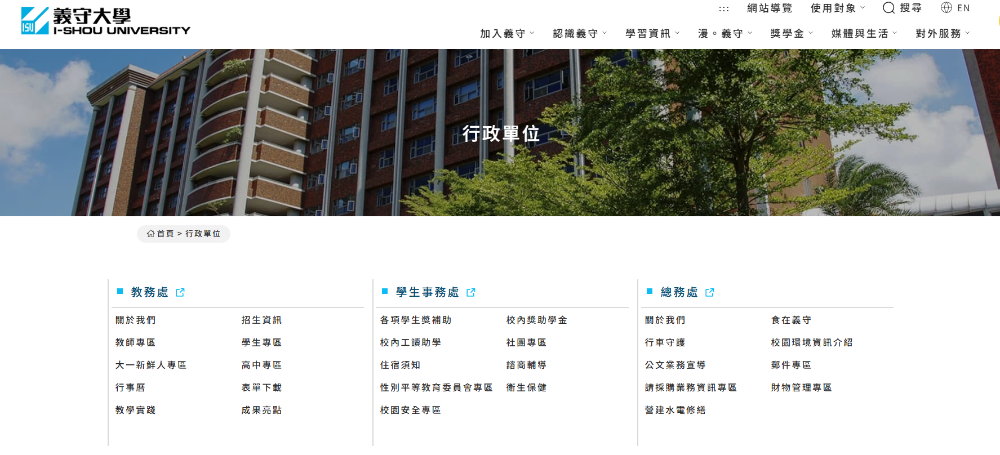 義守大學
ISU
I-SHOU UNIVERSITY
::: 網站導覽 使用對象 搜尋 EN
加入義守 認識義守 學習資訊 漫。義守 獎學金 媒體與生活 對外服務
行政單位
首頁 > 行政單位
教務處
關於我們 招生資訊
教師專區 學生專區
大一新鮮人專區 高中專區
行事曆 表單下載
教學實踐 成果亮點
學生事務處
各項學生獎補助 校內獎助學金
校內工讀助學 社團專區
住宿須知 諮商輔導
性別平等教育委員會專區 衛生保健
校園安全專區
總務處
關於我們 食在義守
行車守護 校園環境資訊介紹
公文業務宣導 郵件專區
請採購業務資訊專區 財物管理專區
營建水電修繕